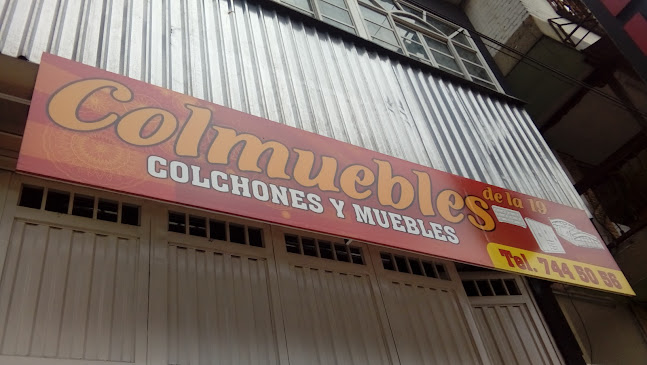 Colmuebles
de la 19
COLCHONES Y MUEBLES
Tel. 744 50 56